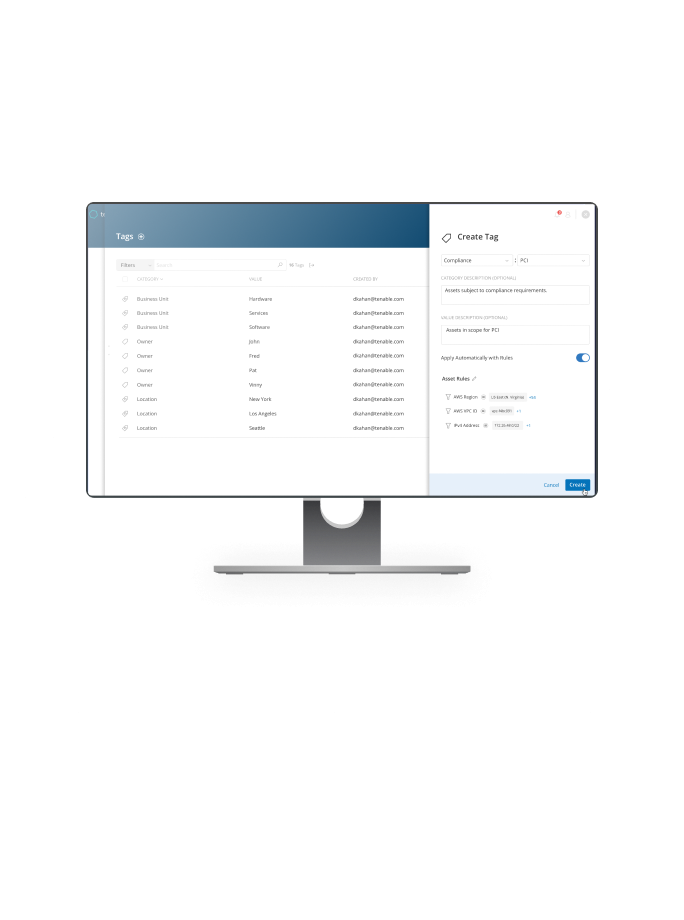 Tags
Filters
Search
Tags
CATEGORY
VALUE
CREATED BY
Business Unit Hardware dkahan@tenable.com
Business Unit Services dkahan@tenable.com
Business Unit Software dkahan@tenable.com
Owner John dkahan@tenable.com
Owner Fred dkahan@tenable.com
Owner Pat dkahan@tenable.com
Owner Vinny dkahan@tenable.com
Location New York dkahan@tenable.com
Location Los Angeles dkahan@tenable.com
Location Seattle dkahan@tenable.com
Create Tag
Compliance : PCI
CATEGORY DESCRIPTION (OPTIONAL)
Assets subject to compliance requirements.
VALUE DESCRIPTION (OPTIONAL)
Assets in scope for PCI
Apply Automatically with Rules
Asset Rules
AWS Region
AWS VPC ID +1
IPv4 Address +1
Cancel Create